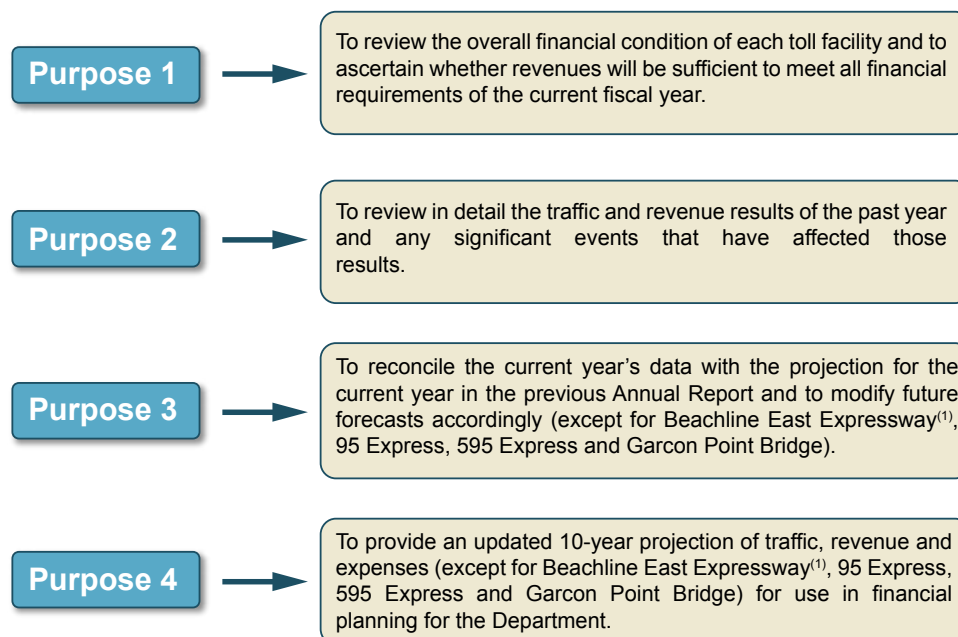 Purpose 1
To review the overall financial condition of each toll facility and to
ascertain whether revenues will be sufficient to meet all financial
requirements of the current fiscal year.
Purpose 2
To review in detail the traffic and revenue results of the past year
and any significant events that have affected those
results.
Purpose 3
To reconcile the current year’s data with the projection for the
current year in the previous Annual Report and to modify future
forecasts accordingly (except for Beachline East Expressway(1),
95 Express, 595 Express and Garcon Point Bridge).
Purpose 4
To provide an updated 10-year projection of traffic, revenue and
expenses (except for Beachline East Expressway(1), 95 Express,
595 Express and Garcon Point Bridge) for use in financial
planning for the Department.